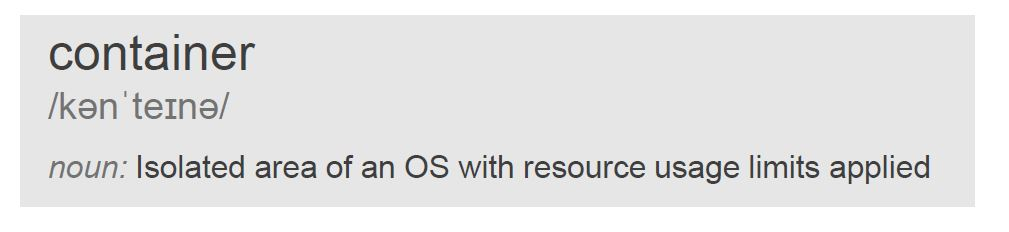 container
/kənˈteɪnə/
noun: Isolated area of an OS with resource usage limits applied